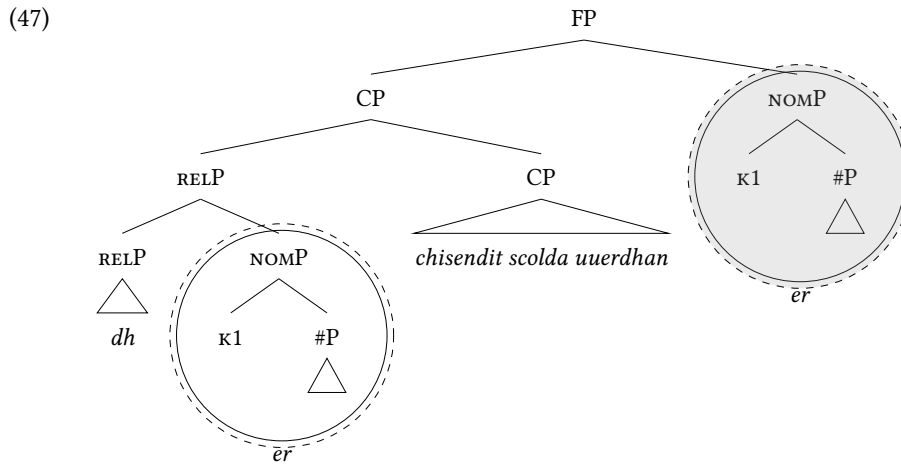 (47)
FP
CP
NOMP
RELP
CP
K1 #P
RELP
NOMP
chisendit scolda uuerdhan
er
dh
K1 #P
er